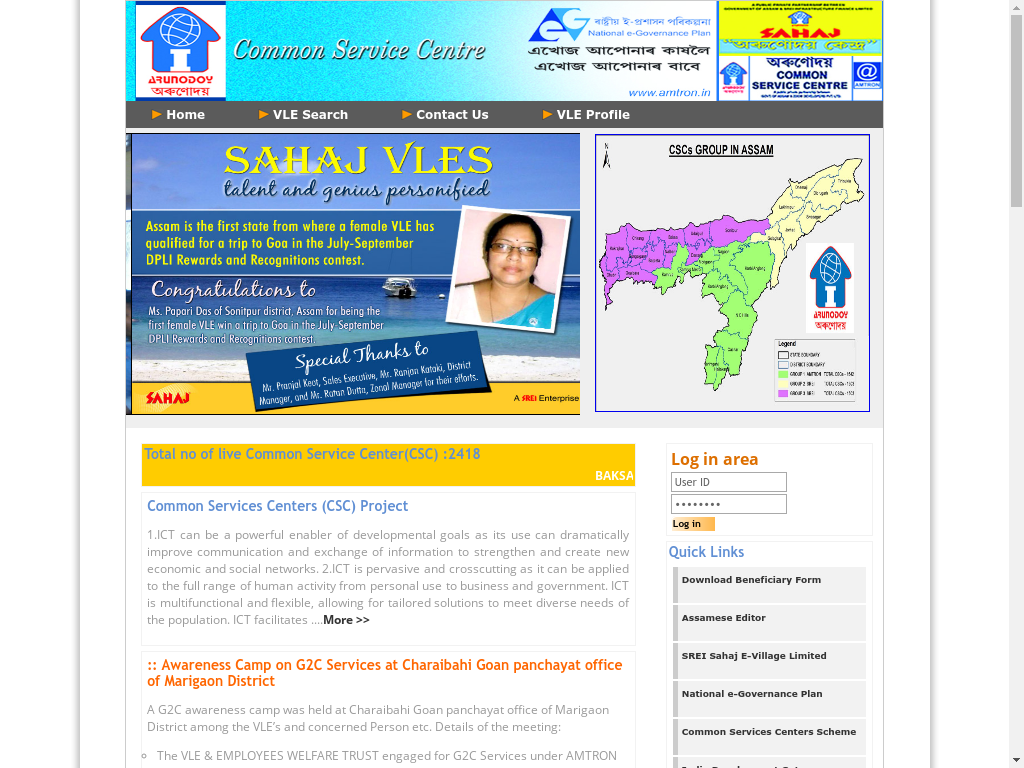 ARUNODOY
অৰুণোদয়
Common Service Centre
ৰাষ্ট্ৰীয় ই-প্ৰশাসন পৰিকল্পনা
National e-Governance Plan
এখোজ আপোনাৰ কাষলৈ
এখোজ আপোনাৰ বাবে
www.amtron.in
A PUBLIC PRIVATE PARTNERSHIP BETWEEN
GOVERNMENT OF ASSAM & SREI INFRASTRUCTURE FINANCE LIMITED
SAHAJ
"অৰুণোদয় কেন্দ্ৰ"
অৰুণোদয়
COMMON
SERVICE CENTRE
AMTRON
Home
VLE Search
Contact Us
VLE Profile
SAHAJ VLES
talent and genius personified
Assam is the first state from where a female VLE has
qualified for a trip to Goa in the July-September
DPLI Rewards and Recognitions contest.
Congratulations to
Ms. Papari Das of Sonitpur district, Assam for being the
first female VLE win a trip to Goa in the July-September
DPLI Rewards and Recognitions contest.
Special Thanks to
Mr. Pranjal Keot, Sales Executive, Mr. Ranjan Kataki, District
Manager, and Mr. Ratan Dutta, Zonal Manager for their efforts.
SAHAJ
A SREI Enterprise
N
CSCs GROUP IN ASSAM
ARUNODOY
অৰুণোদয়
Legend
STATE BOUNDARY
DISTRICT BOUNDARY
Total no of live Common Service Center(CSC) :2418
BAKSA
Common Services Centers (CSC) Project
1.ICT can be a powerful enabler of developmental goals as its use can dramatically
improve communication and exchange of information to strengthen and create new
economic and social networks. 2.ICT is pervasive and crosscutting as it can be applied
to the full range of human activity from personal use to business and government. ICT
is multifunctional and flexible, allowing for tailored solutions to meet diverse needs of
the population. ICT facilitates ....More >>
:: Awareness Camp on G2C Services at Charaibahi Goan panchayat office
of Marigaon District
A G2C awareness camp was held at Charaibahi Goan panchayat office of Marigaon
District among the VLE's and concerned Person etc. Details of the meeting:
The VLE & EMPLOYEES WELFARE TRUST engaged for G2C Services under AMTRON
Log in area
User ID
••••••••
Log in
Quick Links
Download Beneficiary Form
Assamese Editor
SREI Sahaj E-Village Limited
National e-Governance Plan
Common Services Centers Scheme